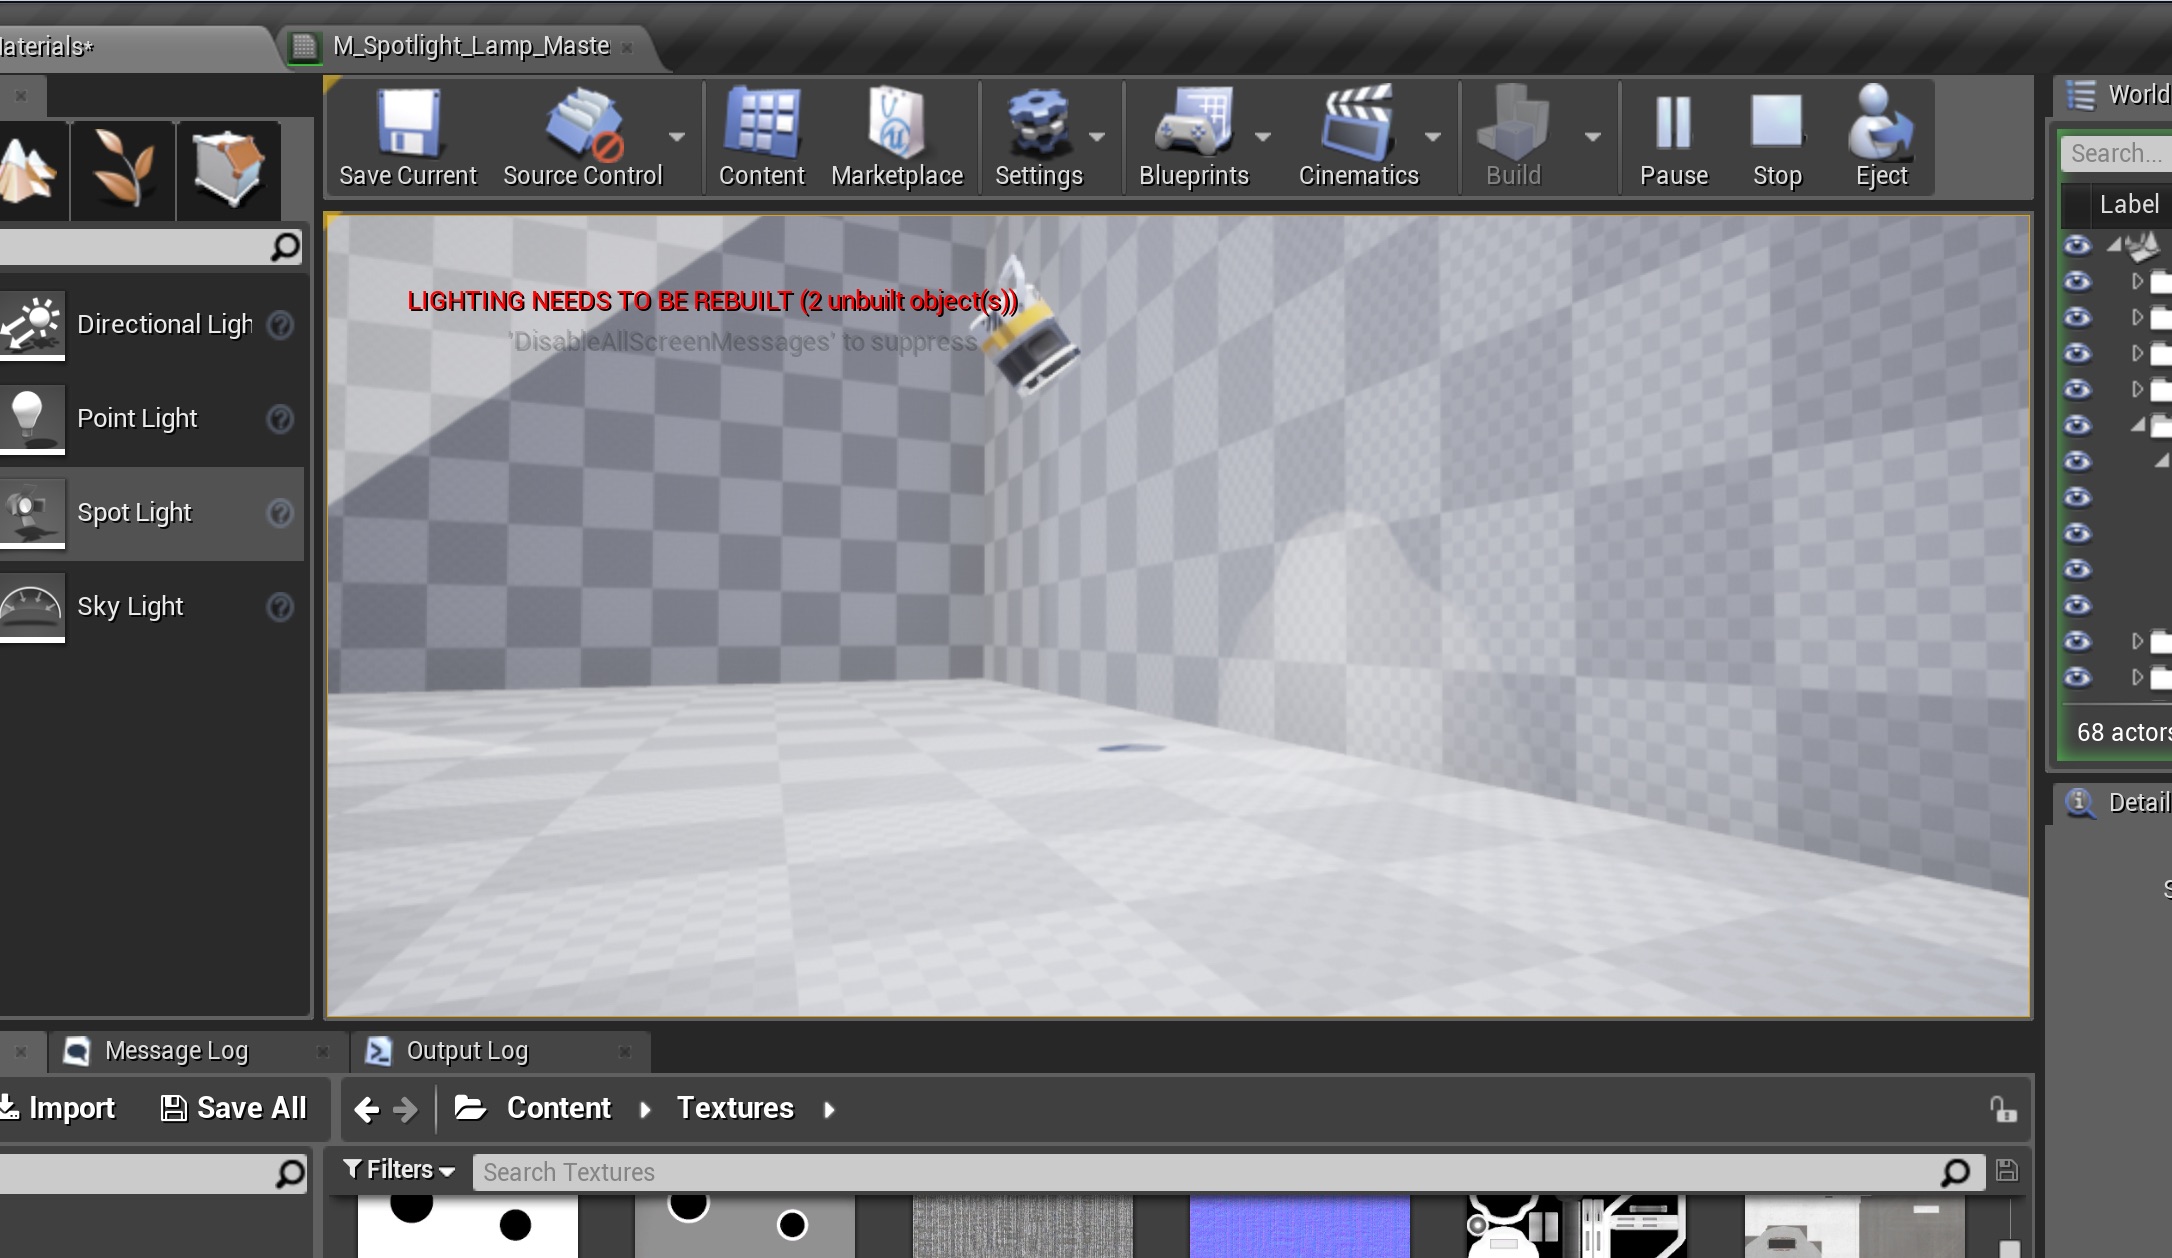 laterials*
M_Spotlight_Lamp_Maste
Save Current
Source Control
Content
Marketplace
Settings
Blueprints
Cinematics
Build
Pause
Stop
Eject
World
Search...
Label
LIGHTING NEEDS TO BE REBUILT (2 unbuilt object(s))
'DisableAllScreenMessages' to suppress
Directional Ligh
Point Light
Spot Light
Sky Light
68 actors
Detail
Message Log
Output Log
Import
Save All
Content
Textures
Filters
Search Textures